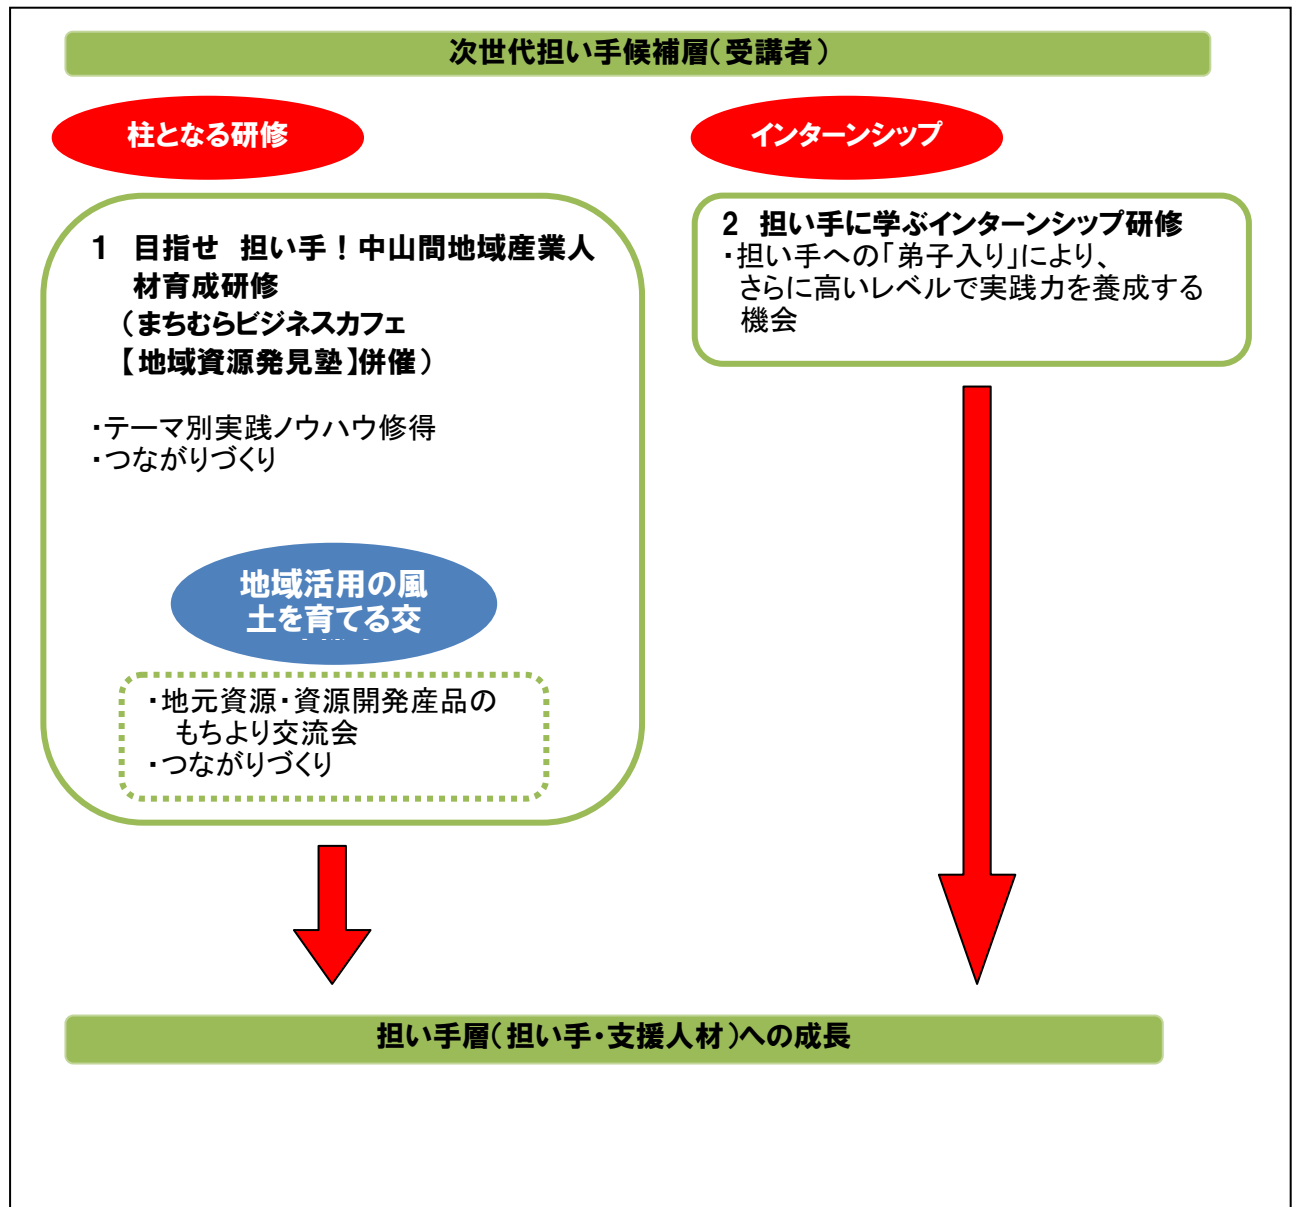 次世代担い手候補層（受講者）
柱となる研修
1　目指せ　担い手！中山間地域産業人
材育成研修
（まちむらビジネスカフェ
【地域資源発見塾】併催）
・テーマ別実践ノウハウ修得
・つながりづくり
地域活用の風
土を育てる交
・地元資源・資源開発産品の
もちより交流会
・つながりづくり
インターンシップ
2　担い手に学ぶインターンシップ研修
・担い手への「弟子入り」により、
さらに高いレベルで実践力を養成する
機会
担い手層（担い手・支援人材）への成長